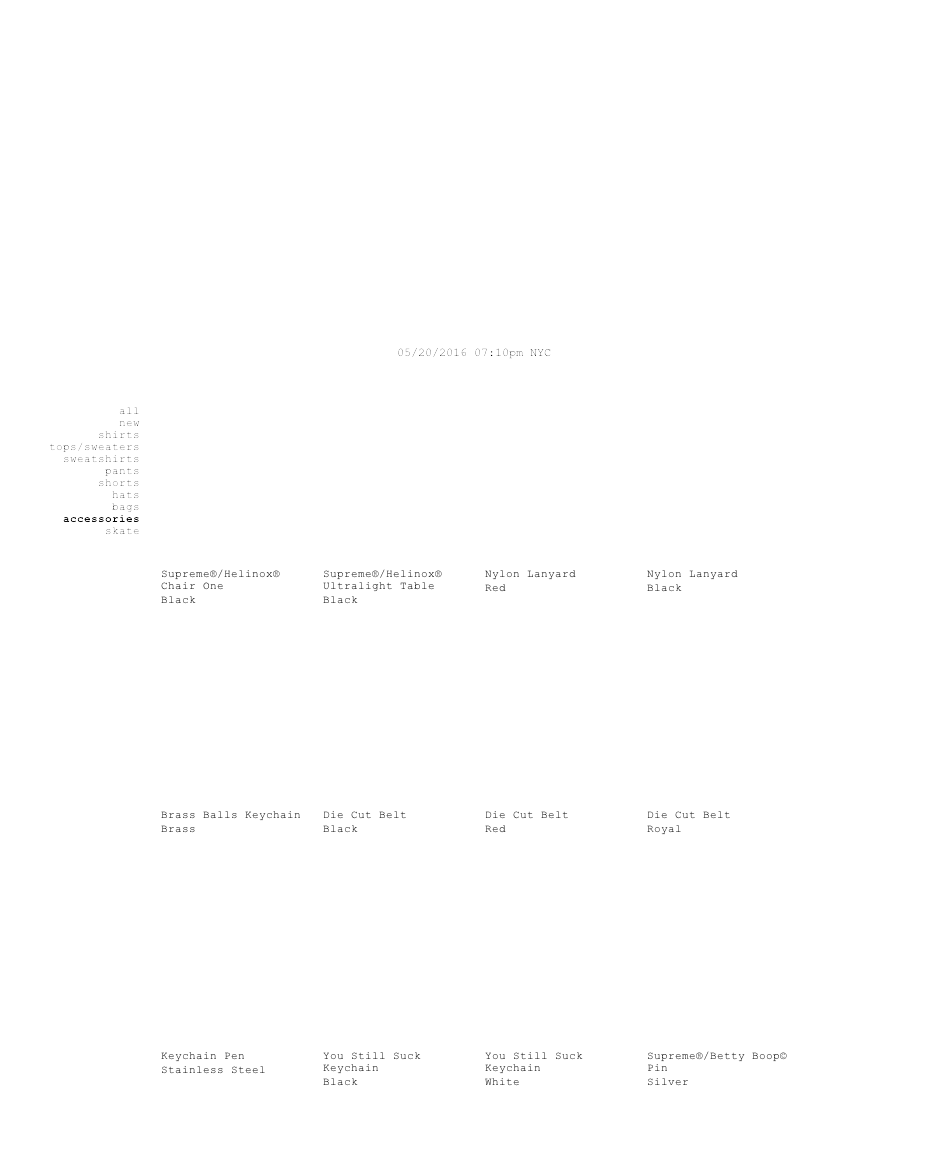 05/20/2016 07:10pm NYC
all
new
shirts
tops/sweaters
sweatshirts
pants
shorts
hats
bags
accessories
skate
Supreme®/Helinox®
Chair One
Black
Supreme®/Helinox®
Ultralight Table
Black
Nylon Lanyard
Red
Nylon Lanyard
Black
Brass Balls Keychain
Brass
Die Cut Belt
Black
Die Cut Belt
Red
Die Cut Belt
Royal
Keychain Pen
Stainless Steel
You Still Suck
Keychain
Black
You Still Suck
Keychain
White
Supreme®/Betty Boop©
Pin
Silver